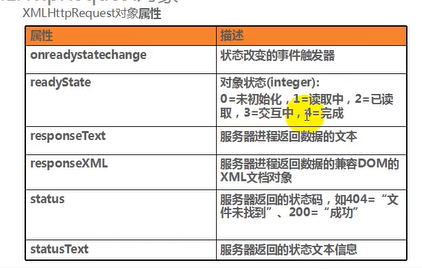 XMLHttpRequest对象属性
属性 描述
onreadystatechange 状态改变的事件触发器
readyState 对象状态(integer):
0=未初始化，1=读取中，2=已读
取，3=交互中，4=完成
responseText 服务器进程返回数据的文本
responseXML 服务器进程返回数据的兼容DOM的
XML文档对象
status 服务器返回的状态码，如404=“文
件未找到”、200=“成功”
statusText 服务器返回的状态文本信息